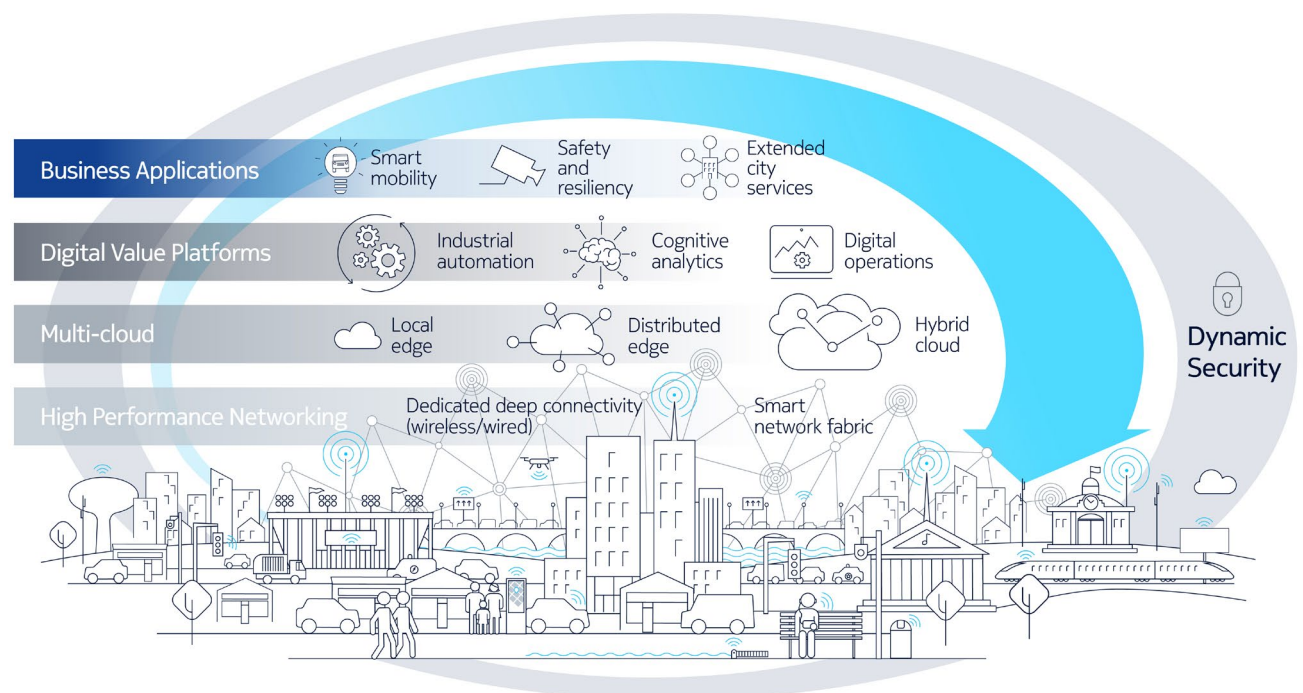 Business Applications
Smart
mobility
Safety
and
resiliency
Extended
city
services
Digital Value Platforms
Industrial
automation
Cognitive
analytics
Digital
operations
Multi-cloud
Local
edge
Distributed
edge
Hybrid
cloud
Dynamic
Security
High Performance Networking
Dedicated deep connectivity
(wireless/wired)
Smart
network fabric